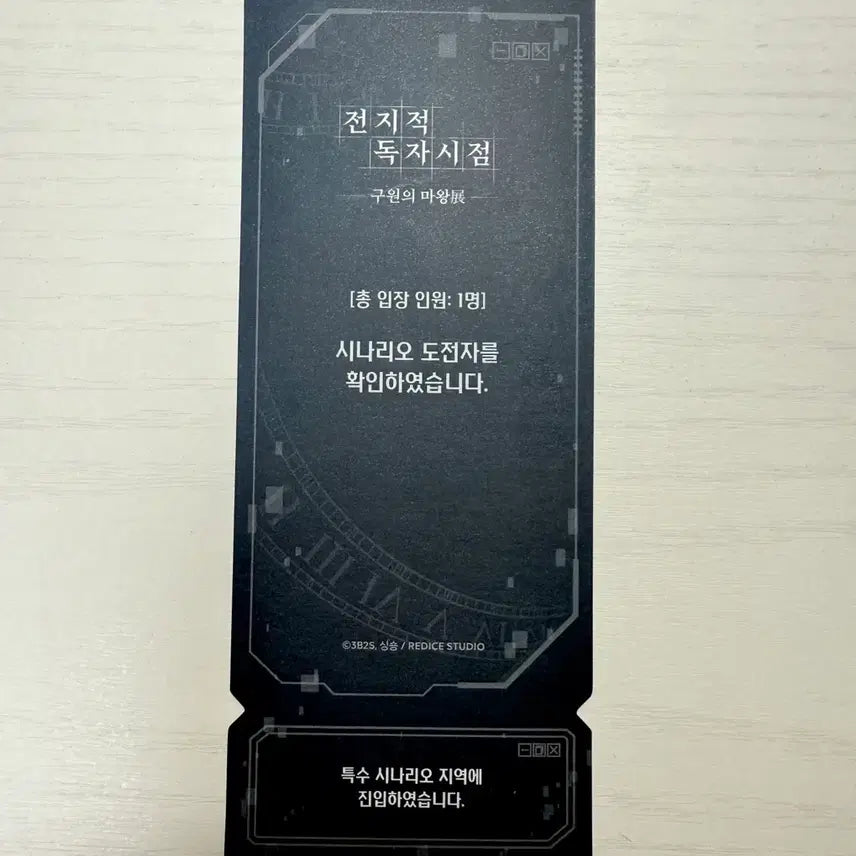 전지적
독자시점
구원의 마왕展
[총 입장 인원: 1명]
시나리오 도전자를
확인하였습니다.
©3B2S, 싱숑 / REDICE STUDIO
특수 시나리오 지역에
진입하였습니다.